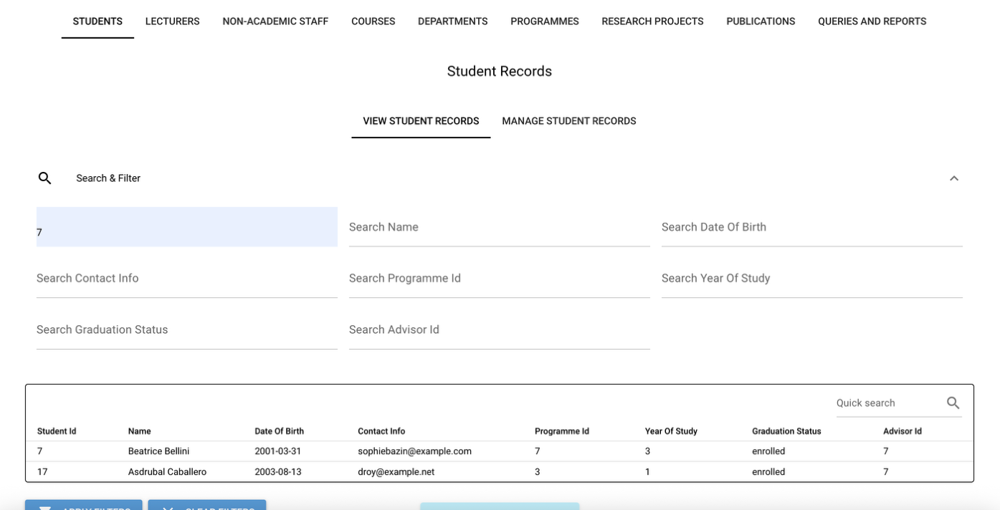 STUDENTS LECTURERS NON-ACADEMIC STAFF COURSES DEPARTMENTS PROGRAMMES RESEARCH PROJECTS PUBLICATIONS QUERIES AND REPORTS
Student Records
VIEW STUDENT RECORDS MANAGE STUDENT RECORDS
Search & Filter
7 Search Name Search Date Of Birth
Search Contact Info Search Programme Id Search Year Of Study
Search Graduation Status Search Advisor Id
Quick search
Student Id Name Date Of Birth Contact Info Programme Id Year Of Study Graduation Status Advisor Id
7 Beatrice Bellini 2001-03-31 sophiebazin@example.com 7 3 enrolled 7
17 Asdrubal Caballero 2003-08-13 droy@example.net 3 1 enrolled 7
APPLY FILTERS CLEAR FILTERS